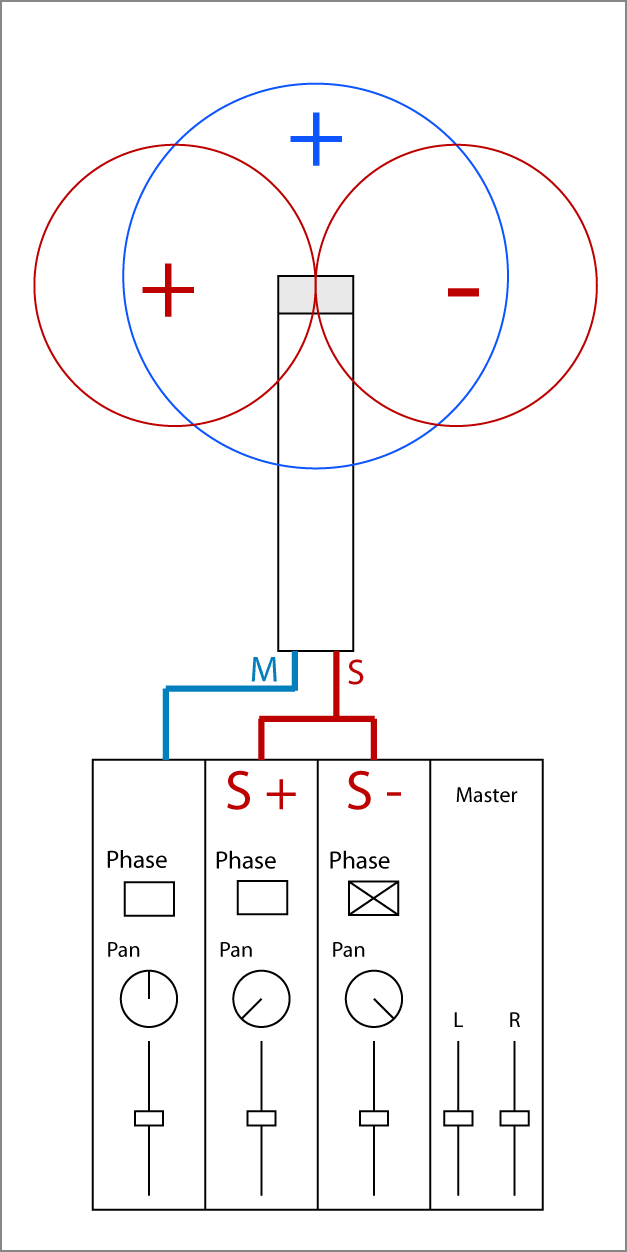 +
+ -
M S
S + S - Master
Phase Phase Phase
Pan Pan Pan
L R